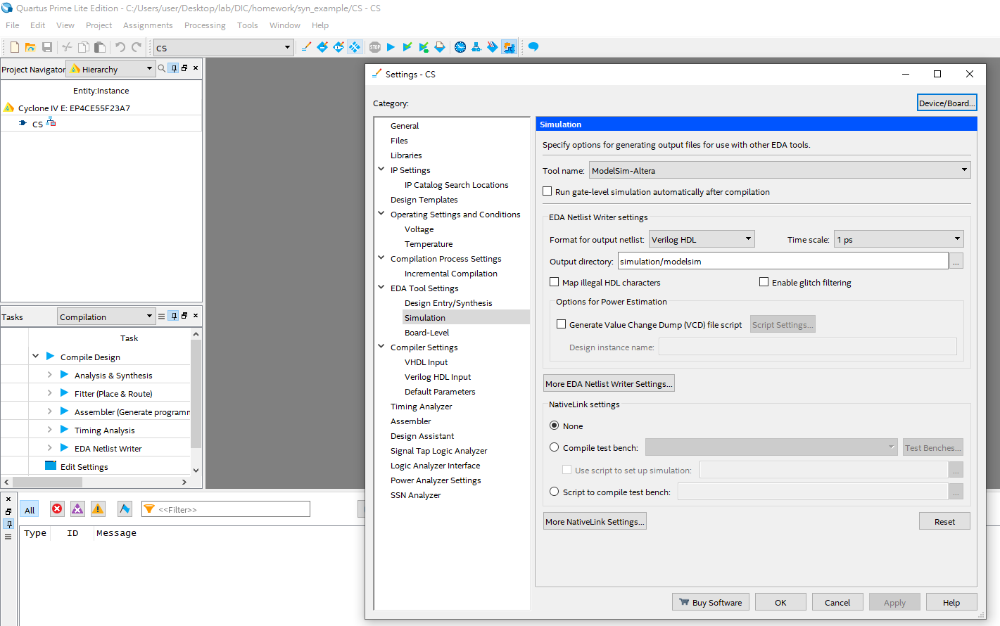 Quartus Prime Lite Edition - C:/Users/user/Desktop/lab/DIC/homework/syn_example/CS - CS
File Edit View Project Assignments Processing Tools Window Help
CS
STOP
Project Navigator Hierarchy
Entity:Instance
Cyclone IV E: EP4CE55F23A7
CS
Tasks Compilation
Task
Compile Design
Analysis & Synthesis
Fitter (Place & Route)
Assembler (Generate programm
Timing Analysis
EDA Netlist Writer
Edit Settings
All <<Filter>>
Type ID Message
Settings - CS
Category:
Device/Board...
General
Files
Libraries
IP Settings
IP Catalog Search Locations
Design Templates
Operating Settings and Conditions
Voltage
Temperature
Compilation Process Settings
Incremental Compilation
EDA Tool Settings
Design Entry/Synthesis
Simulation
Board-Level
Compiler Settings
VHDL Input
Verilog HDL Input
Default Parameters
Timing Analyzer
Assembler
Design Assistant
Signal Tap Logic Analyzer
Logic Analyzer Interface
Power Analyzer Settings
SSN Analyzer
Simulation
Specify options for generating output files for use with other EDA tools.
Tool name: ModelSim-Altera
Run gate-level simulation automatically after compilation
EDA Netlist Writer settings
Format for output netlist: Verilog HDL Time scale: 1 ps
Output directory: simulation/modelsim ...
Map illegal HDL characters Enable glitch filtering
Options for Power Estimation
Generate Value Change Dump (VCD) file script Script Settings...
Design instance name:
More EDA Netlist Writer Settings...
NativeLink settings
None
Compile test bench: Test Benches...
Use script to set up simulation: ...
Script to compile test bench: ...
More NativeLink Settings... Reset
Buy Software OK Cancel Apply Help